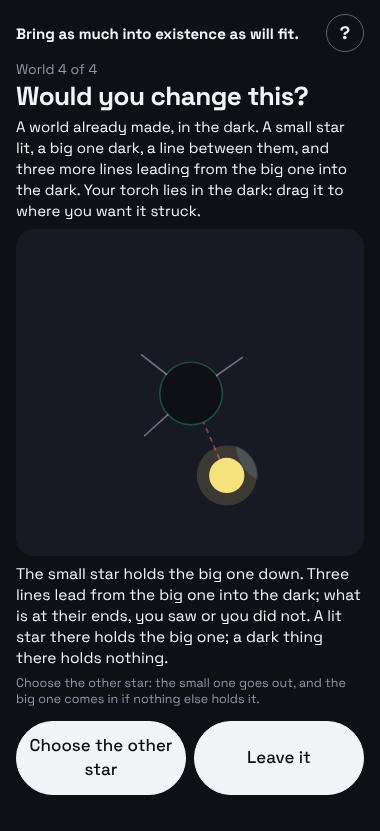 Bring as much into existence as will fit.
?
World 4 of 4
Would you change this?
A world already made, in the dark. A small star
lit, a big one dark, a line between them, and
three more lines leading from the big one into
the dark. Your torch lies in the dark: drag it to
where you want it struck.
The small star holds the big one down. Three
lines lead from the big one into the dark; what
is at their ends, you saw or you did not. A lit
star there holds the big one; a dark thing
there holds nothing.
Choose the other star: the small one goes out, and the
big one comes in if nothing else holds it.
Choose the other
star
Leave it